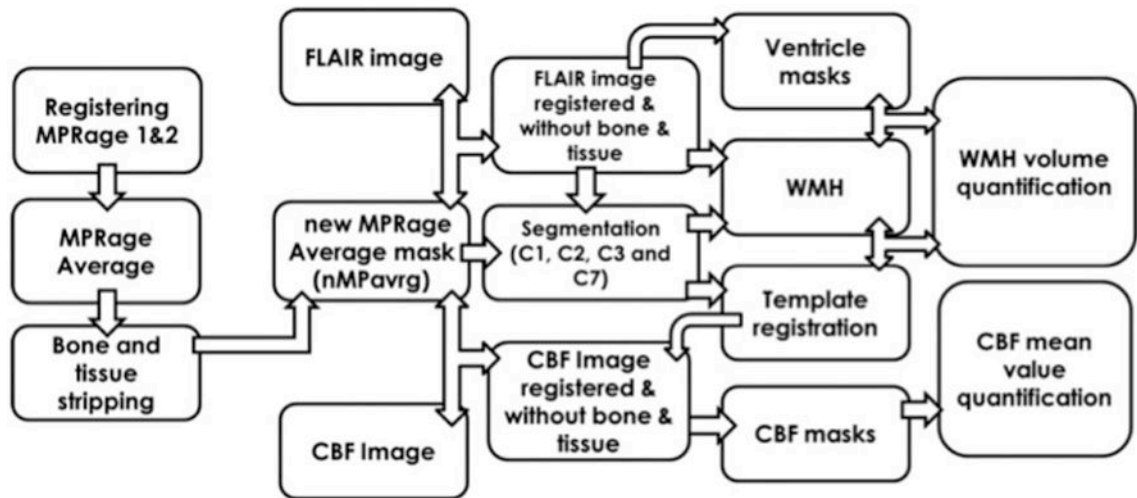 Registering
MPRage 1&2
MPRage
Average
Bone and
tissue
stripping
FLAIR image
new MPRage
Average mask
(nMPavrg)
CBF Image
FLAIR image
registered &
without bone &
tissue
Segmentation
(C1, C2, C3 and
C7)
CBF Image
registered &
without bone &
tissue
Ventricle
masks
WMH
Template
registration
CBF masks
WMH volume
quantification
CBF mean
value
quantification